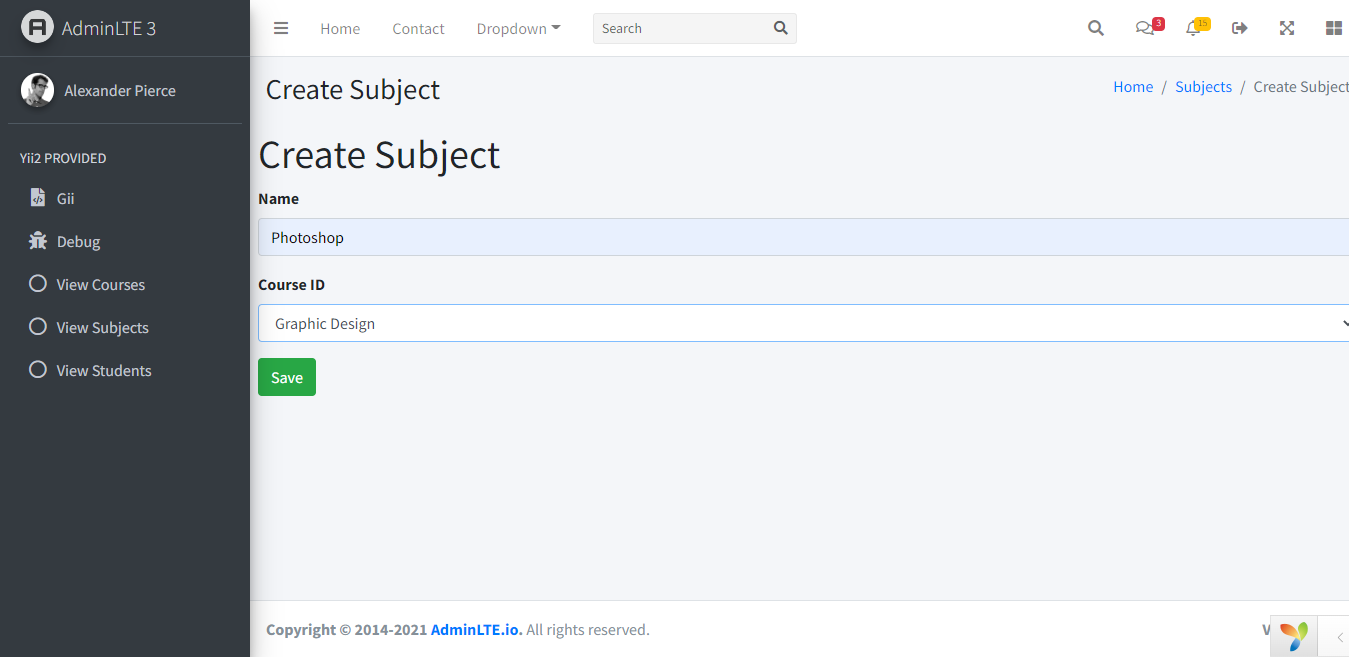 AdminLTE 3
Home Contact Dropdown Search 3 15
Alexander Pierce
Create Subject
Home / Subjects / Create Subject
Yii2 PROVIDED
Gii
Debug
View Courses
View Subjects
View Students
Create Subject
Name
Photoshop
Course ID
Graphic Design
Save
Copyright © 2014-2021 AdminLTE.io. All rights reserved.